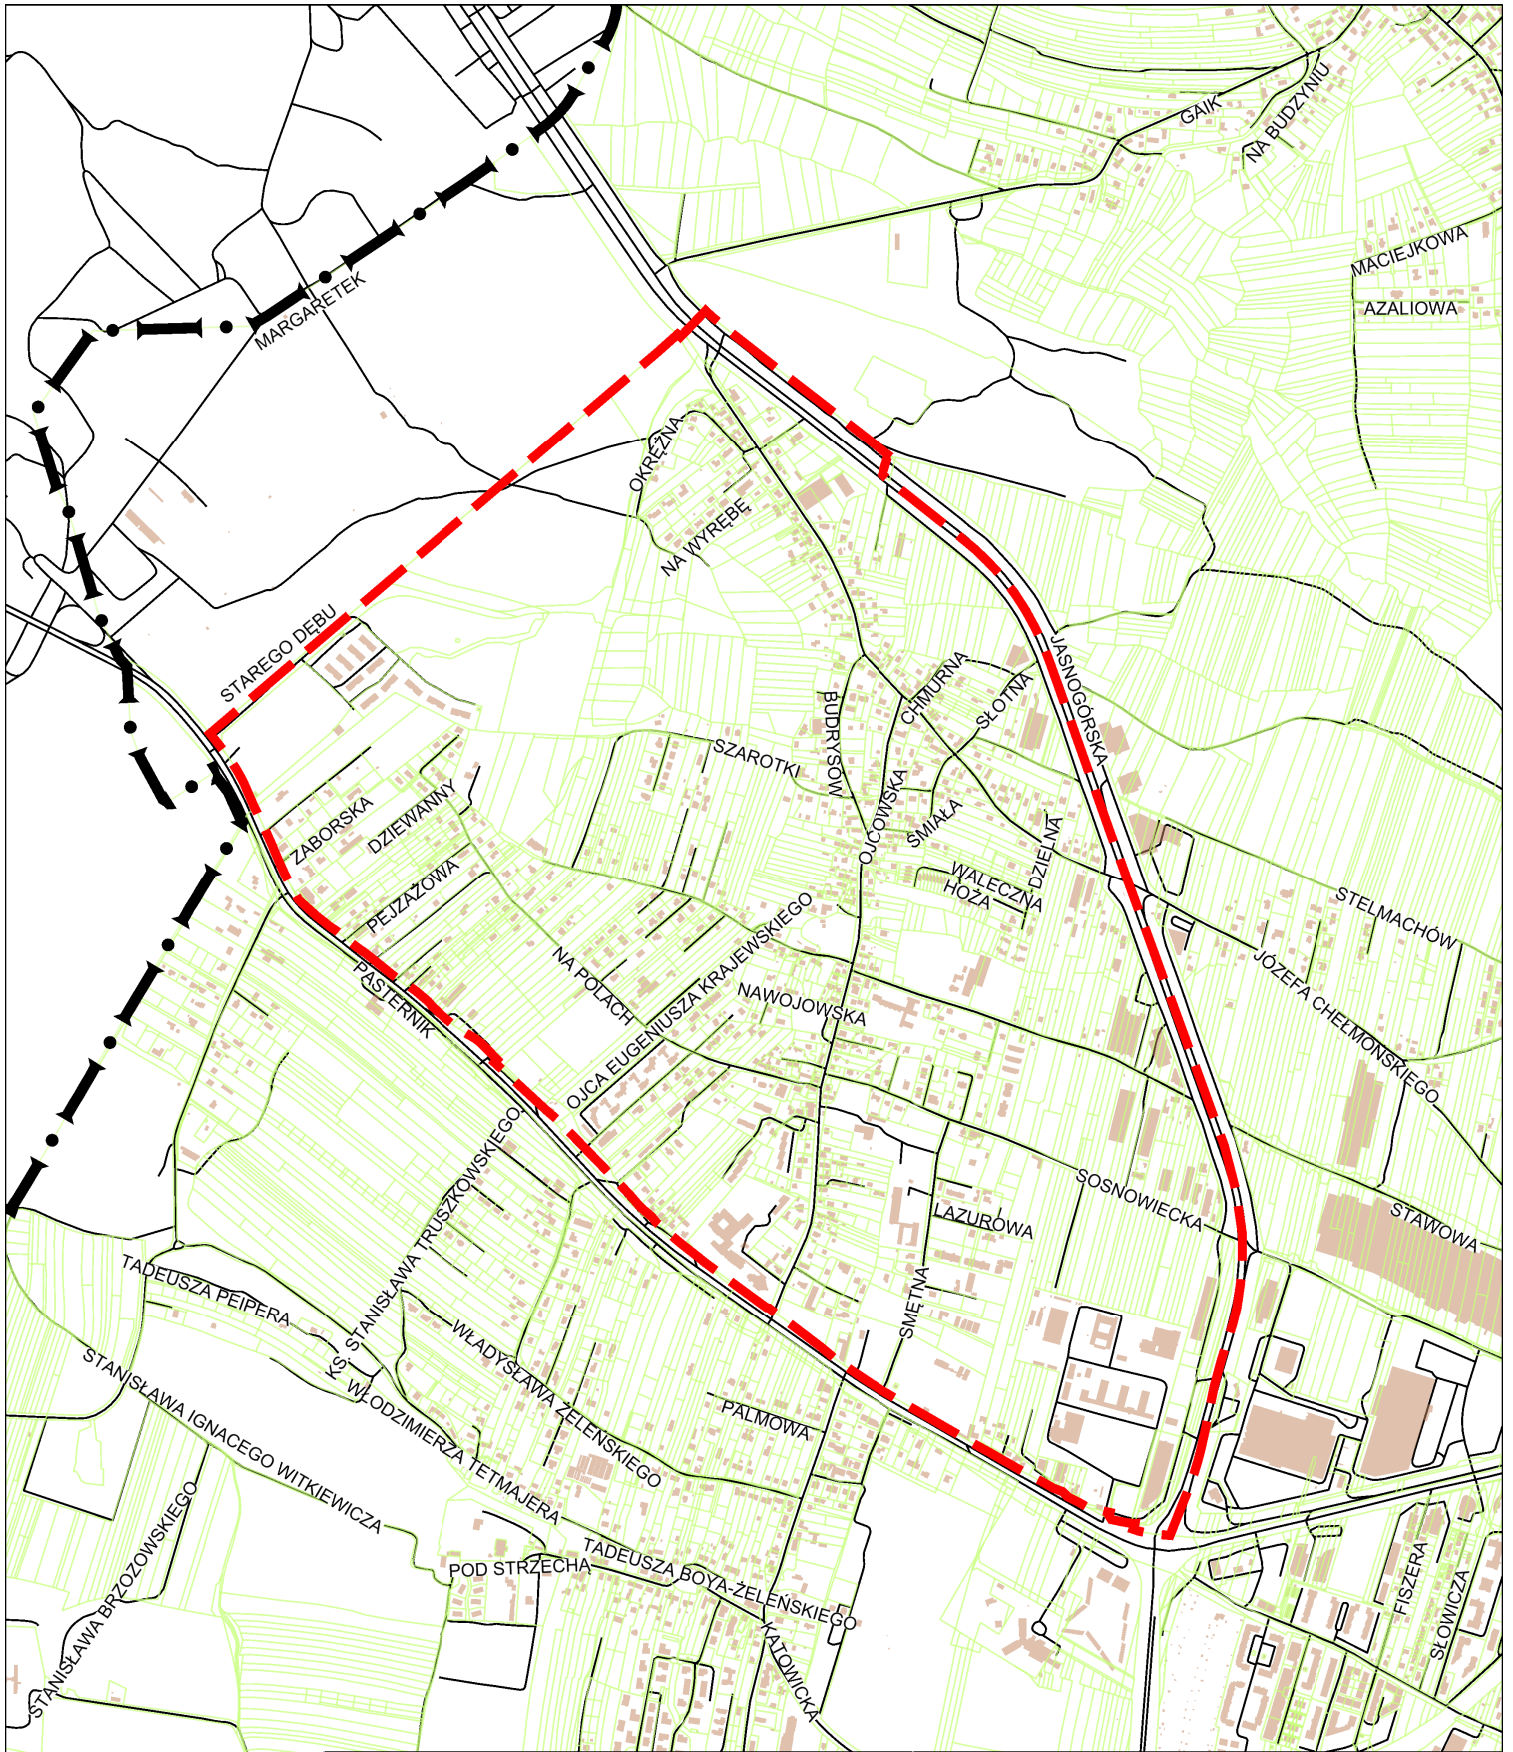 GAIK
NA BUDZYNIU
MACIEJKOWA
AZALIOWA
MARGARETEK
OKRĘŻNA
NA WYRĘBĘ
STAREGO DĘBU
CHMURNA
SŁOTNA
JASNOGÓRSKA
BUDRYSÓW
SZAROTKI
OJCOWSKA
ŚMIAŁA
DZIELNA
ZABORSKA
DZIEWANNY
PEJZAŻOWA
WALECZNA
HOŻA
STELMACHÓW
JÓZEFA CHEŁMOŃSKIEGO
PASTERNIK
NA POLACH
OJCA EUGENIUSZA KRAJEWSKIEGO
NAWOJOWSKA
KS. STANISŁAWA TRUSZKOWSKIEGO
SOSNOWIECKA
LAZUROWA
STAWOWA
SMĘTNA
TADEUSZA PEIPERA
STANISŁAWA IGNACEGO WITKIEWICZA
WŁODZIMIERZA TETMAJERA
WŁADYSŁAWA ŻELEŃSKIEGO
PALMOWA
STANISŁAWA BRZOZOWSKIEGO
POD STRZECHĄ
TADEUSZA BOYA-ŻELEŃSKIEGO
KATOWICKA
FISZERA
SŁOWICZA